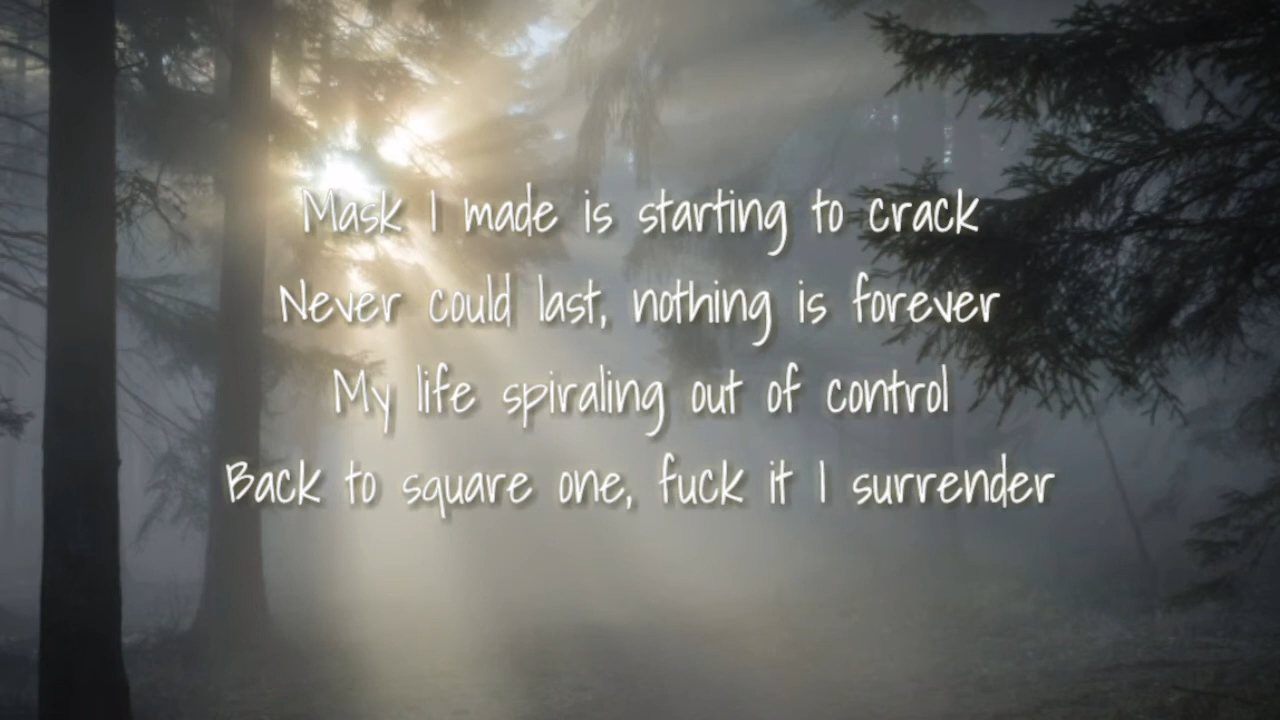 Mask I made is starting to crack
Never could last, nothing is forever
My life spiraling out of control
Back to square one, fuck it I surrender